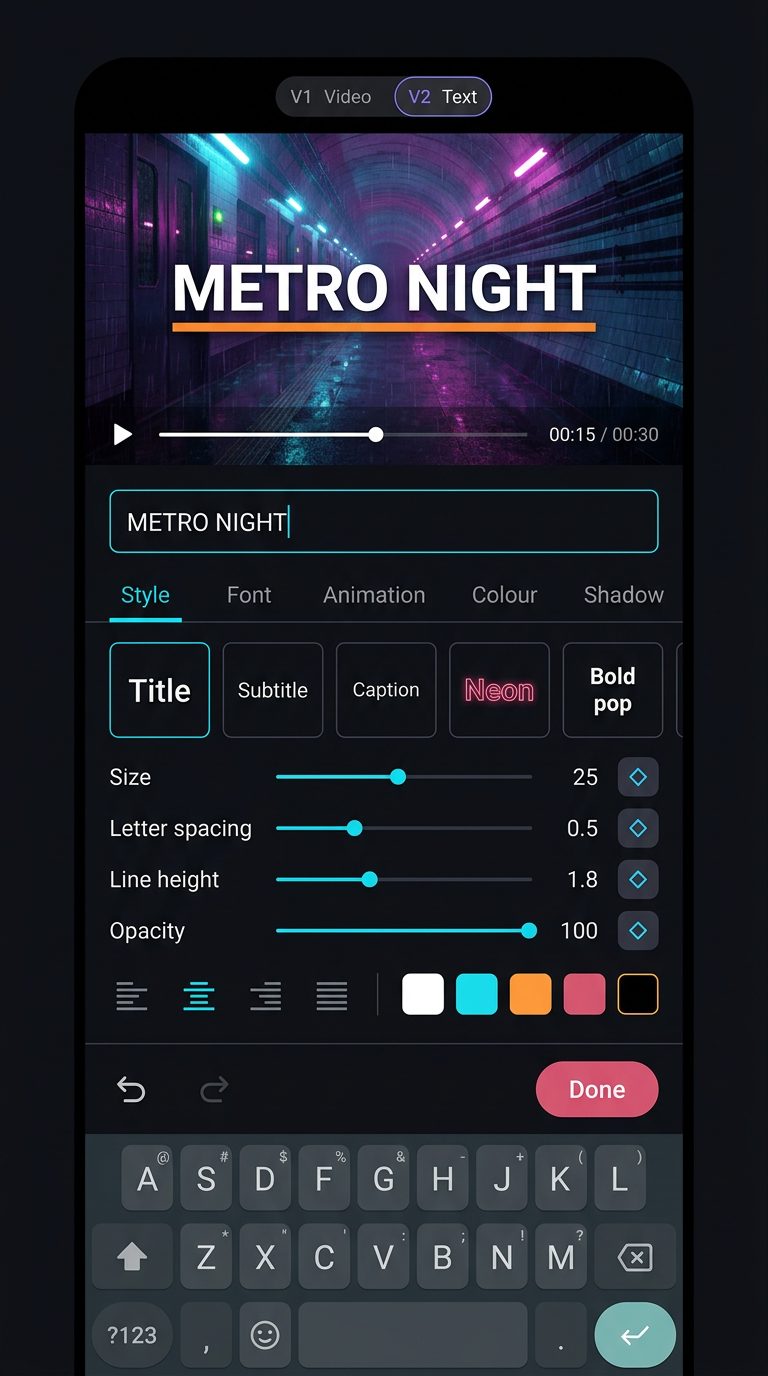 V1 Video V2 Text
METRO NIGHT
00:15 / 00:30
METRO NIGHT
Style Font Animation Colour Shadow
Title Subtitle Caption Neon Bold
pop
Size 25
Letter spacing 0.5
Line height 1.8
Opacity 100
Done
@ # $ % & - + ( )
A S D F G H J K L
* " ' : ; ! ?
Z X C V B N M
?123 , .